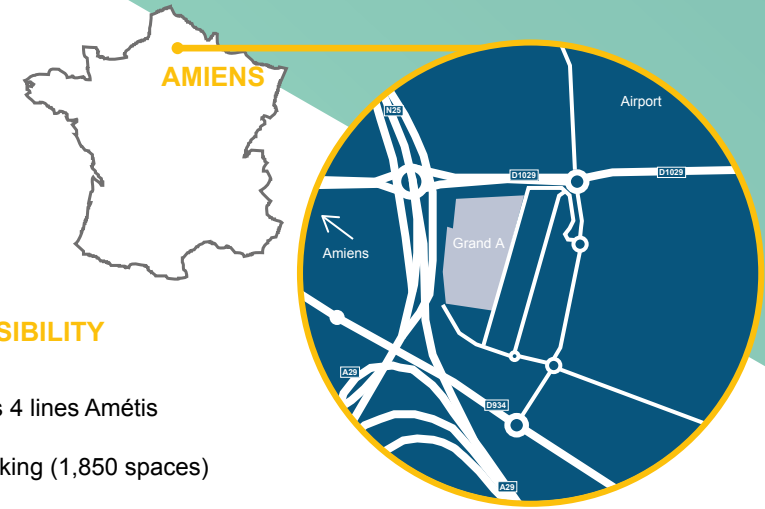 AMIENS
Airport
N25
D1029
D1029
Grand A
Amiens
SIBILITY
A29
s 4 lines Amétis
D934
king (1,850 spaces)
A29